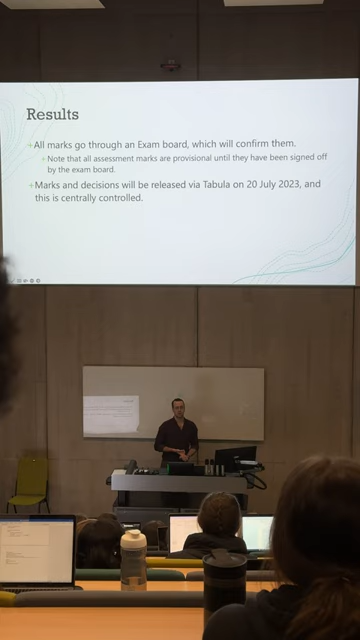 Results
All marks go through an Exam board, which will confirm them.
Note that all assessment marks are provisional until they have been signed off
by the exam board.
Marks and decisions will be released via Tabula on 20 July 2023, and
this is centrally controlled.